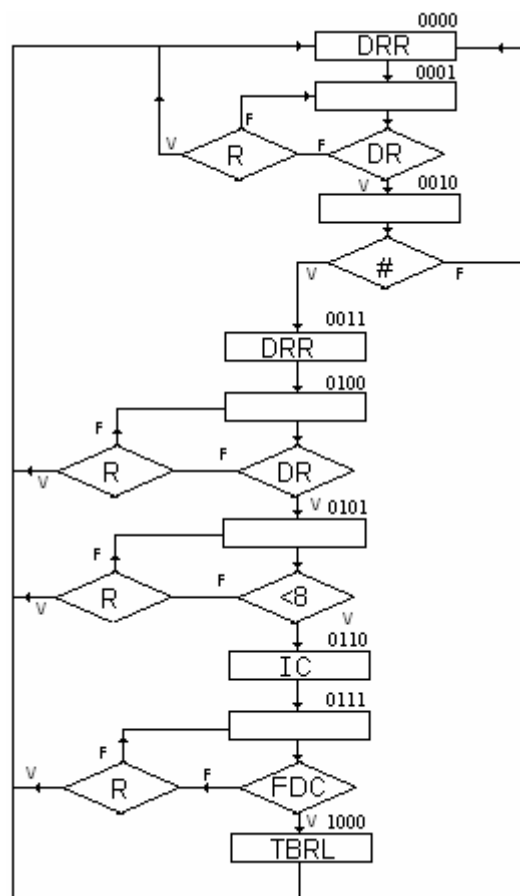 0000
DRR
0001
V
R
F
F
DR
V
0010
V
#
F
0011
DRR
0100
F
V
R
F
DR
V
0101
F
V
R
F
<8
V
0110
IC
0111
F
V
R
F
FDC
V
1000
TBRL